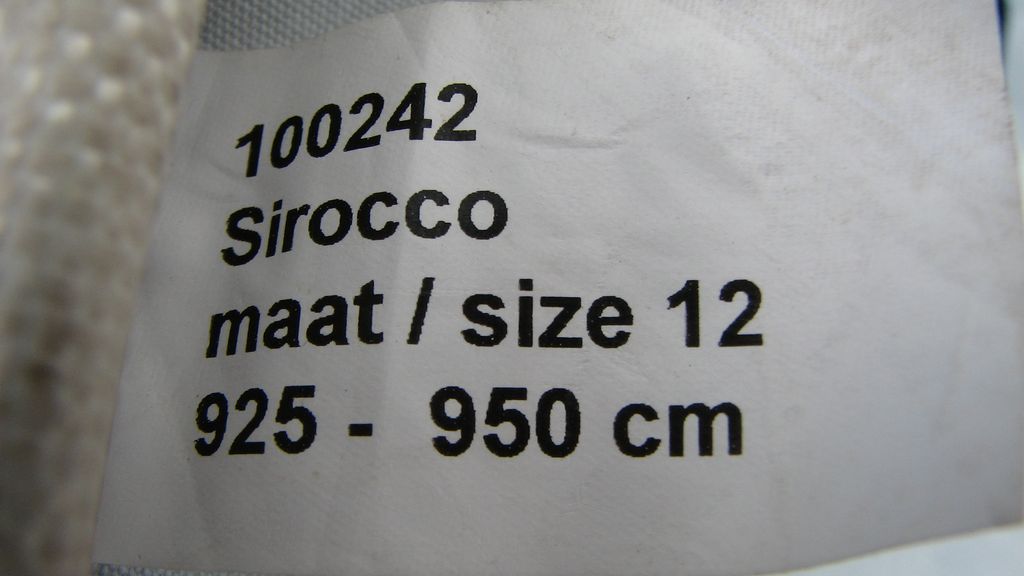 100242
Sirocco
maat / size 12
925 - 950 cm